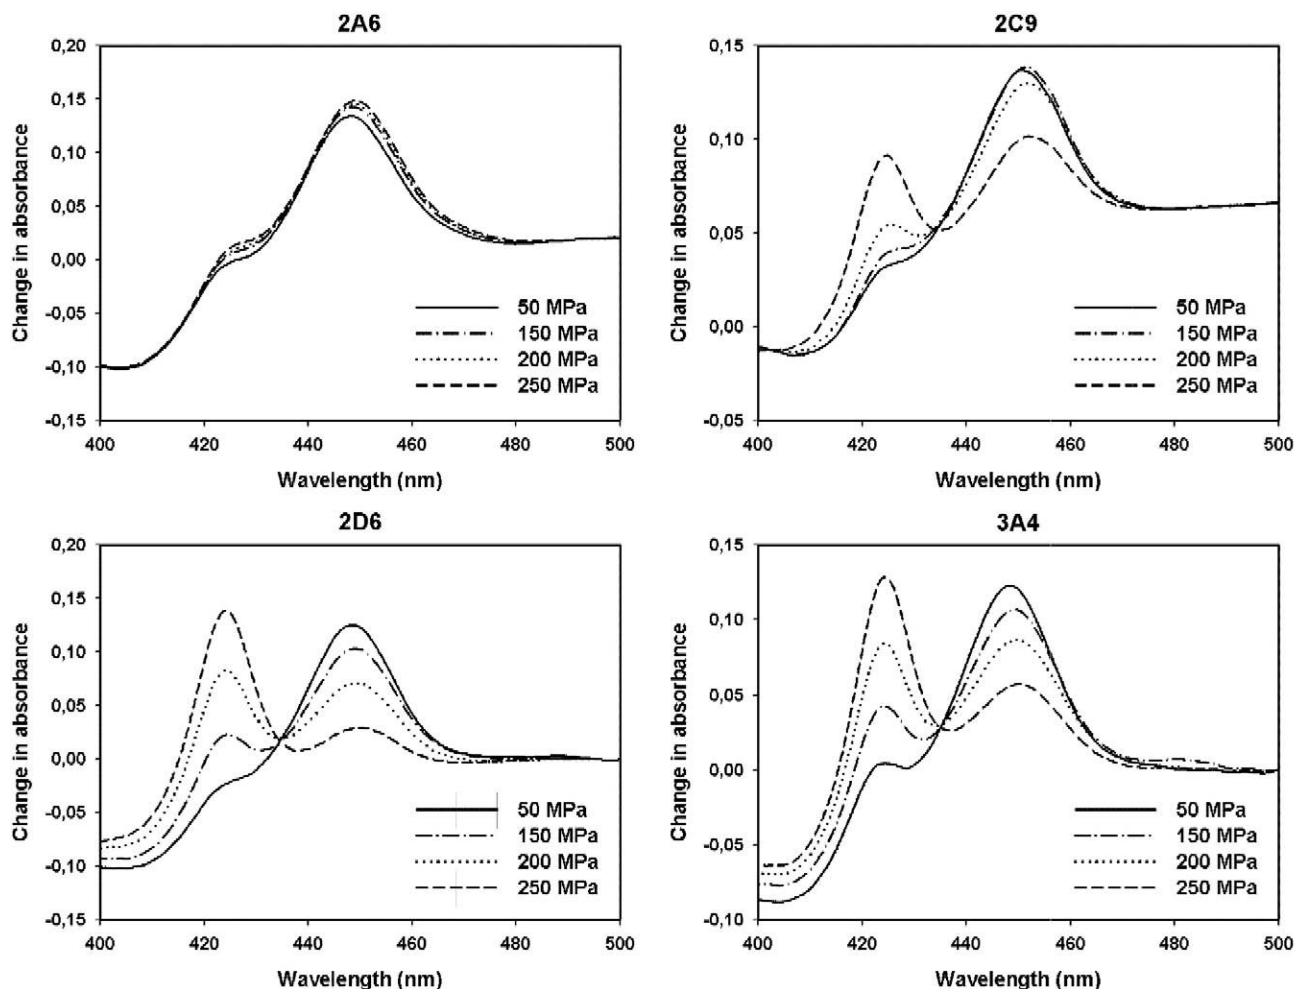 2A6
0,20
0,15
0,10
0,05
0,00
-0,05
-0,10
-0,15
Change in absorbance
400 420 440 460 480 500
Wavelength (nm)
50 MPa
150 MPa
200 MPa
250 MPa
2C9
0,15
0,10
0,05
0,00
-0,05
Change in absorbance
400 420 440 460 480 500
Wavelength (nm)
50 MPa
150 MPa
200 MPa
250 MPa
2D6
0,20
0,15
0,10
0,05
0,00
-0,05
-0,10
-0,15
Change in absorbance
400 420 440 460 480 500
Wavelength (nm)
50 MPa
150 MPa
200 MPa
250 MPa
3A4
0,15
0,10
0,05
0,00
-0,05
-0,10
Change in absorbance
400 420 440 460 480 500
Wavelength (nm)
50 MPa
150 MPa
200 MPa
250 MPa